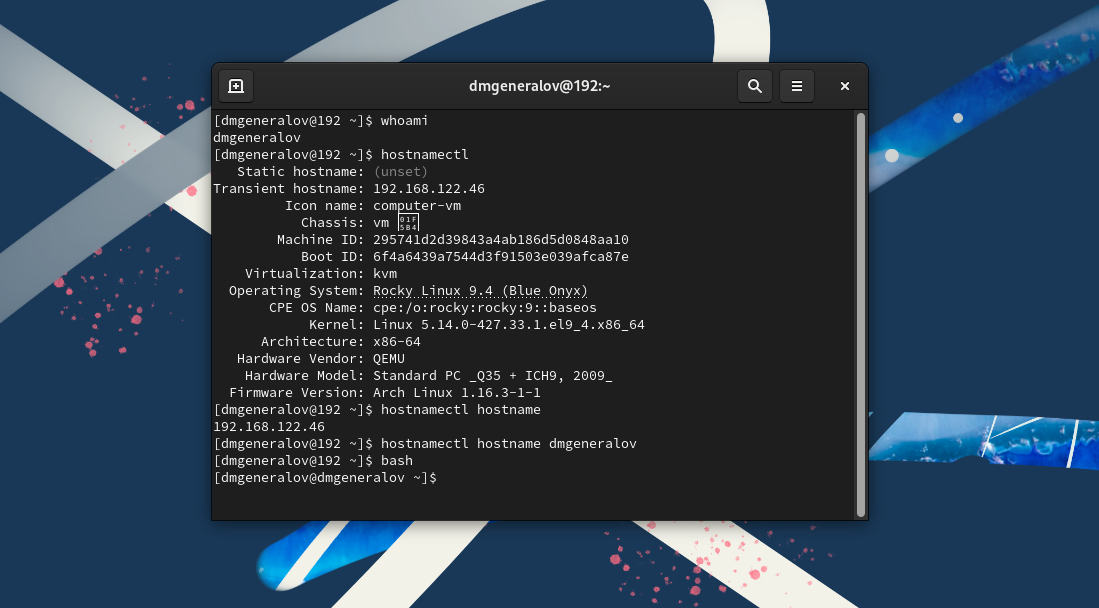 dmgeneralov@192:~
[dmgeneralov@192 ~]$ whoami
dmgeneralov
[dmgeneralov@192 ~]$ hostnamectl
Static hostname: (unset)
Transient hostname: 192.168.122.46
Icon name: computer-vm
Chassis: vm 01F5B4
Machine ID: 295741d2d39843a4ab186d5d0848aa10
Boot ID: 6f4a6439a7544d3f91503e039afca87e
Virtualization: kvm
Operating System: Rocky Linux 9.4 (Blue Onyx)
CPE OS Name: cpe:/o:rocky:rocky:9::baseos
Kernel: Linux 5.14.0-427.33.1.el9_4.x86_64
Architecture: x86-64
Hardware Vendor: QEMU
Hardware Model: Standard PC _Q35 + ICH9, 2009_
Firmware Version: Arch Linux 1.16.3-1-1
[dmgeneralov@192 ~]$ hostnamectl hostname
192.168.122.46
[dmgeneralov@192 ~]$ hostnamectl hostname dmgeneralov
[dmgeneralov@192 ~]$ bash
[dmgeneralov@dmgeneralov ~]$